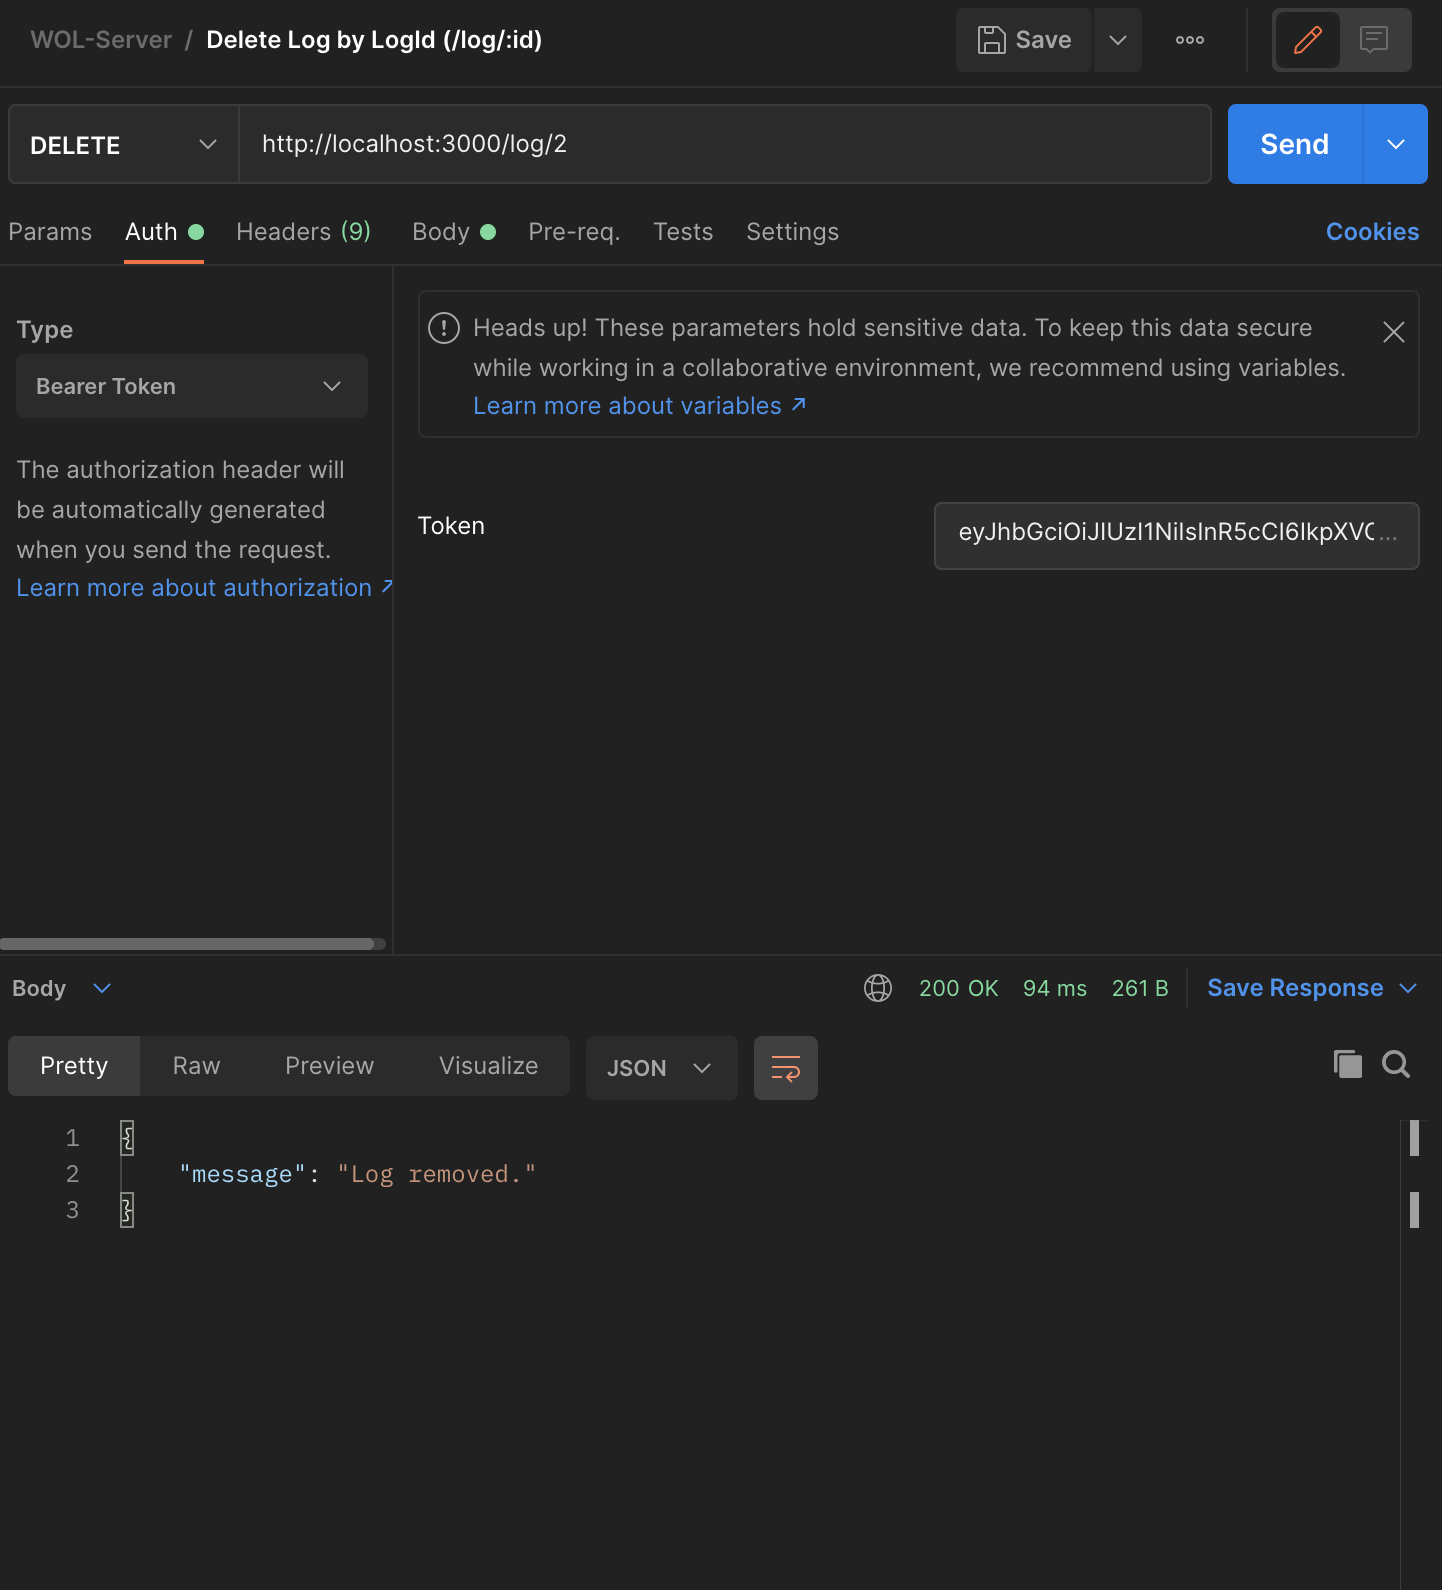 WOL-Server / Delete Log by LogId (/log/:id)
Save
DELETE
http://localhost:3000/log/2
Send
Params Auth Headers (9) Body Pre-req. Tests Settings Cookies
Type
Bearer Token
The authorization header will
be automatically generated
when you send the request.
Learn more about authorization ↗
Heads up! These parameters hold sensitive data. To keep this data secure
while working in a collaborative environment, we recommend using variables.
Learn more about variables ↗
Token
eyJhbGciOiJIUzI1NiIsInR5cCI6IkpXVC...
Body
200 OK 94 ms 261 B Save Response
Pretty Raw Preview Visualize JSON
1 {
2 "message": "Log removed."
3 }